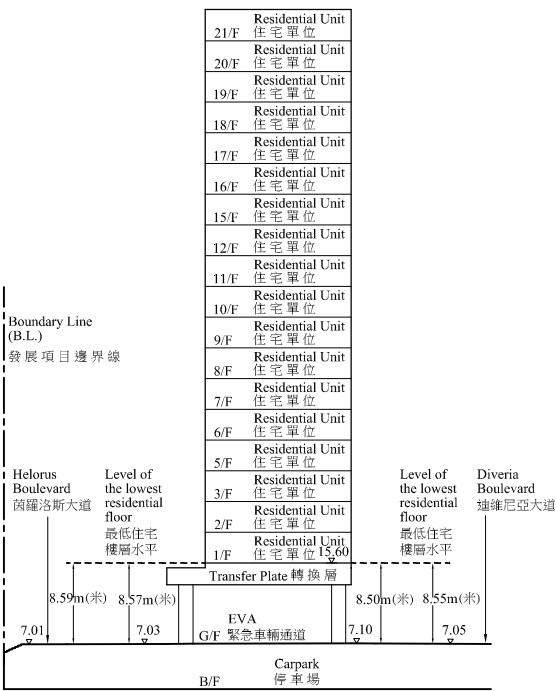 Residential Unit
21/F 住宅單位
Residential Unit
20/F 住宅單位
Residential Unit
19/F 住宅單位
Residential Unit
18/F 住宅單位
Residential Unit
17/F 住宅單位
Residential Unit
16/F 住宅單位
Residential Unit
15/F 住宅單位
Residential Unit
12/F 住宅單位
Residential Unit
11/F 住宅單位
Residential Unit
10/F 住宅單位
Residential Unit
9/F 住宅單位
Residential Unit
8/F 住宅單位
Residential Unit
7/F 住宅單位
Residential Unit
6/F 住宅單位
Residential Unit
5/F 住宅單位
Residential Unit
3/F 住宅單位
Residential Unit
2/F 住宅單位
Residential Unit
1/F 住宅單位 15.60
Transfer Plate 轉換層
Boundary Line
(B.L.)
發展項目邊界線
Helorus
Boulevard
茵羅洛斯大道
Level of
the lowest
residential
floor
最低住宅
樓層水平
Level of
the lowest
residential
floor
最低住宅
樓層水平
Diveria
Boulevard
迪維尼亞大道
8.59m(米) 8.57m(米) 8.50m(米) 8.55m(米)
7.01 7.03 7.10 7.05
EVA
G/F 緊急車輛通道
Carpark
B/F 停車場